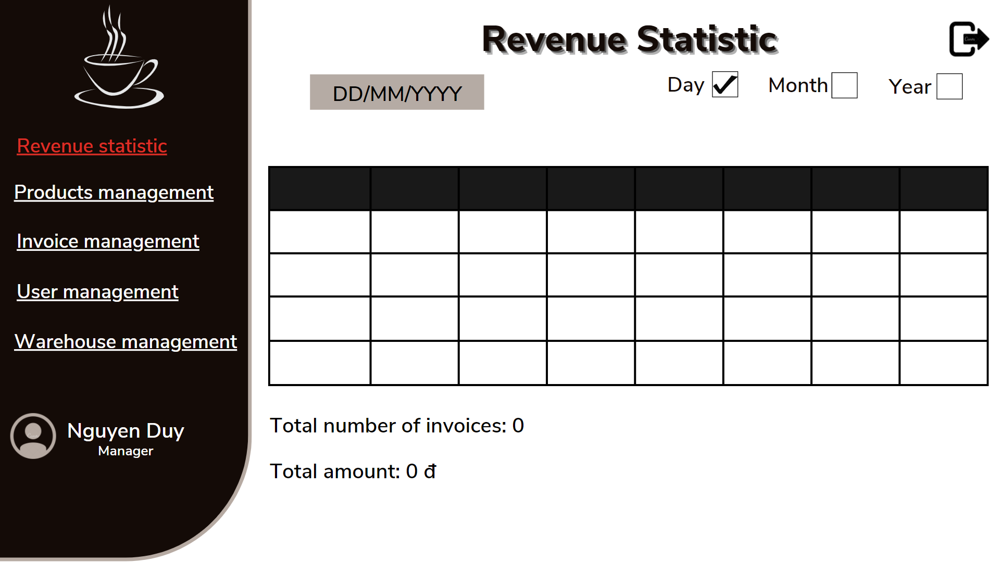 Revenue Statistic
DD/MM/YYYY
Day
Month
Year
Revenue statistic
Products management
Invoice management
User management
Warehouse management
Nguyen Duy
Manager
Total number of invoices: 0
Total amount: 0 đ